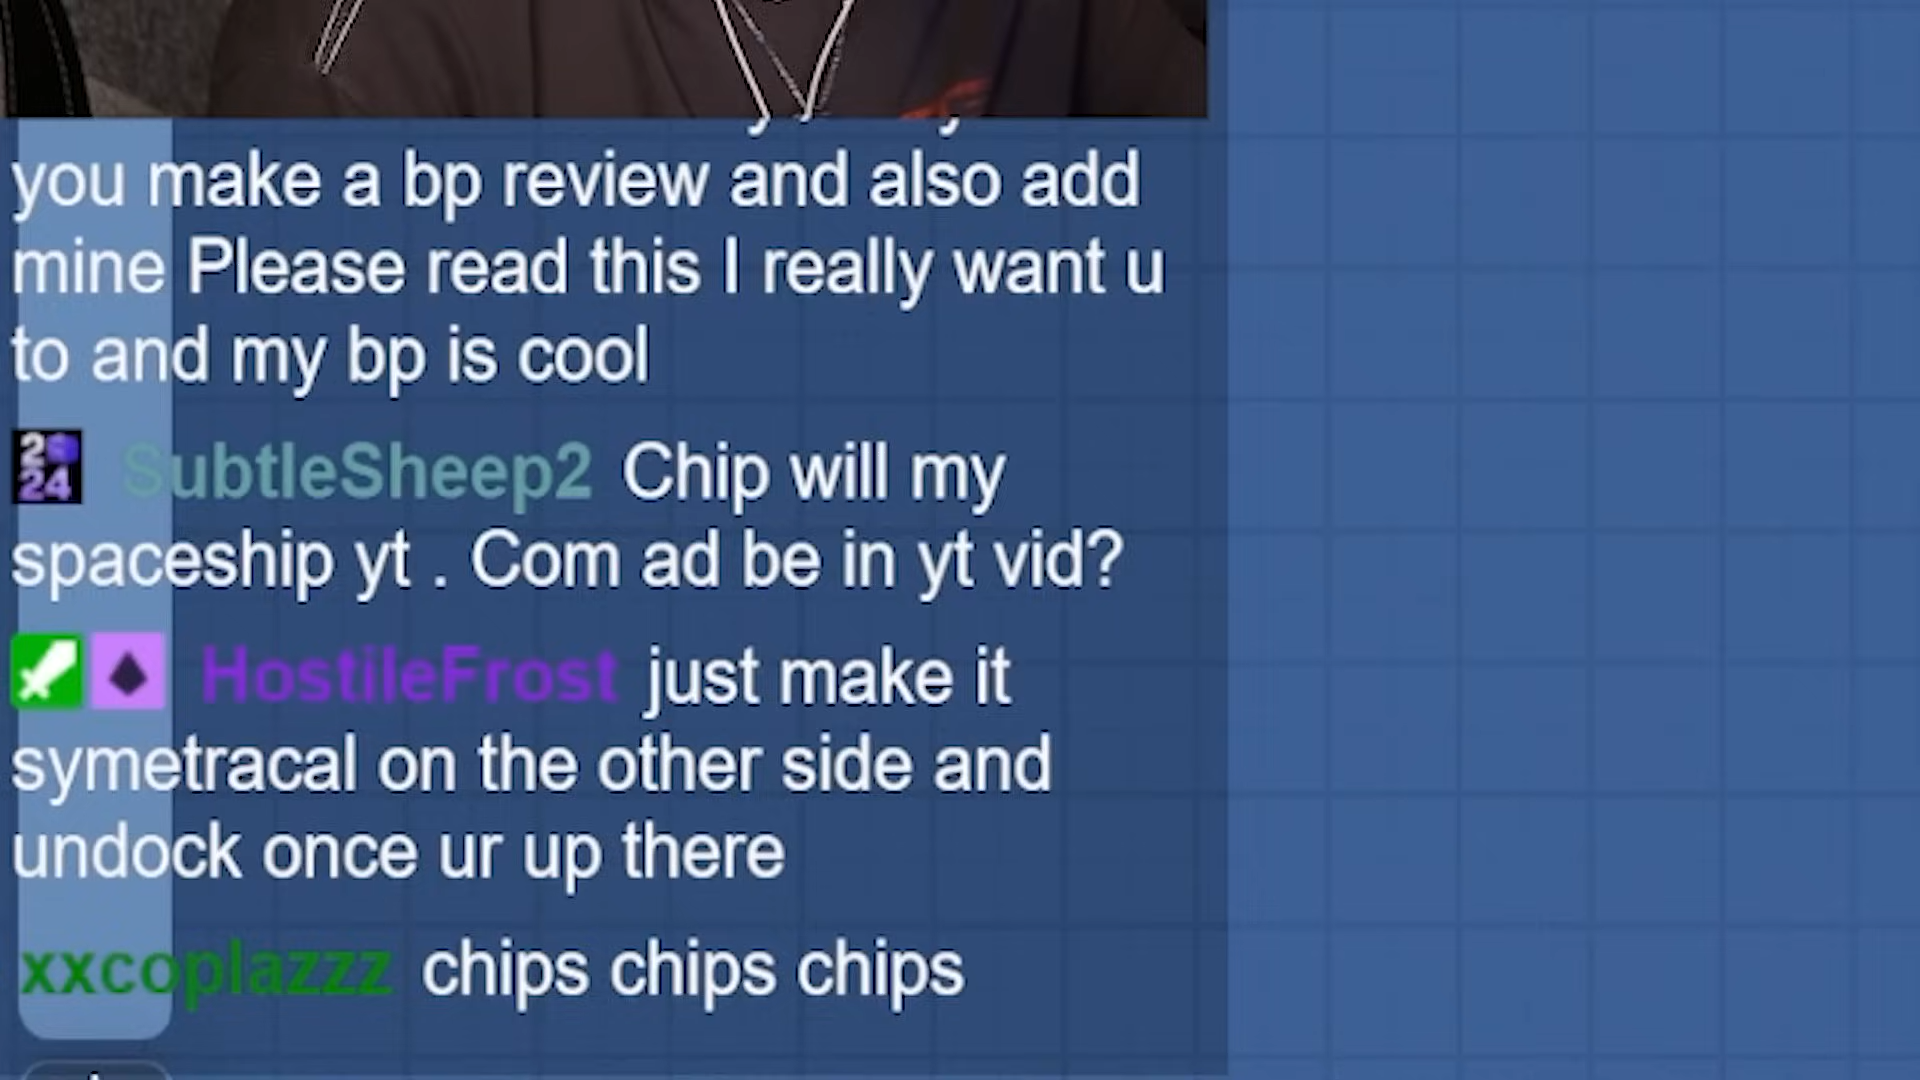 you make a bp review and also add
mine Please read this I really want u
to and my bp is cool
2024 SubtleSheep2 Chip will my
spaceship yt . Com ad be in yt vid?
HostileFrost just make it
symetracal on the other side and
undock once ur up there
xxcoplazzz chips chips chips